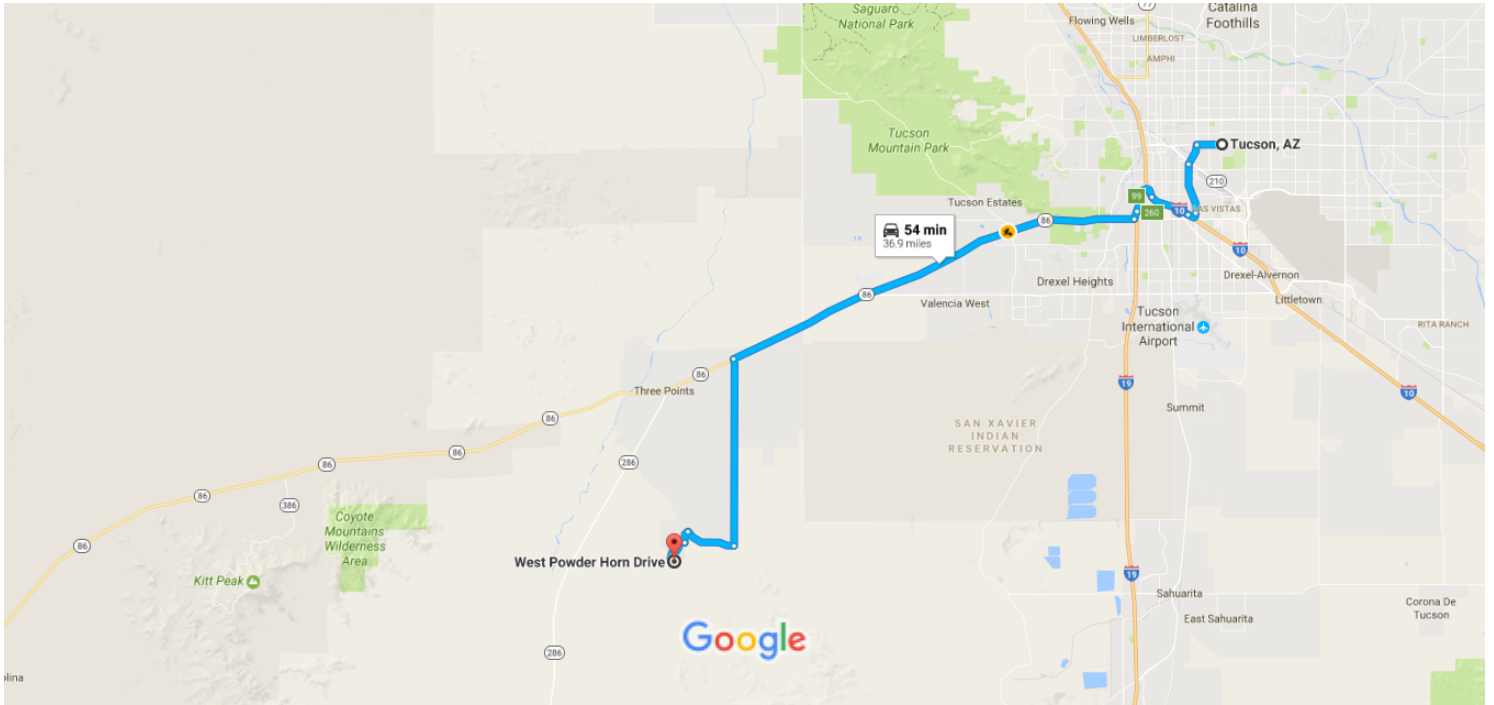 Saguaro
National Park
77
Catalina
Foothills
Flowing Wells
LIMBERLOST
AMPHI
Tucson
Mountain Park
Tucson, AZ
210
99
260
10
AS VISTAS
Tucson Estates
86
54 min
36.9 miles
10
Drexel-Alvernon
Drexel Heights
Littletown
86
Valencia West
Tucson
International
Airport
RITA RANCH
86
Three Points
19
10
Summit
86
SAN XAVIER
INDIAN
RESERVATION
86
86
286
86
386
Coyote
Mountains
Wilderness
Area
86
West Powder Horn Drive
Kitt Peak
19
Sahuarita
East Sahuarita
Corona De
Tucson
Google
286
olina